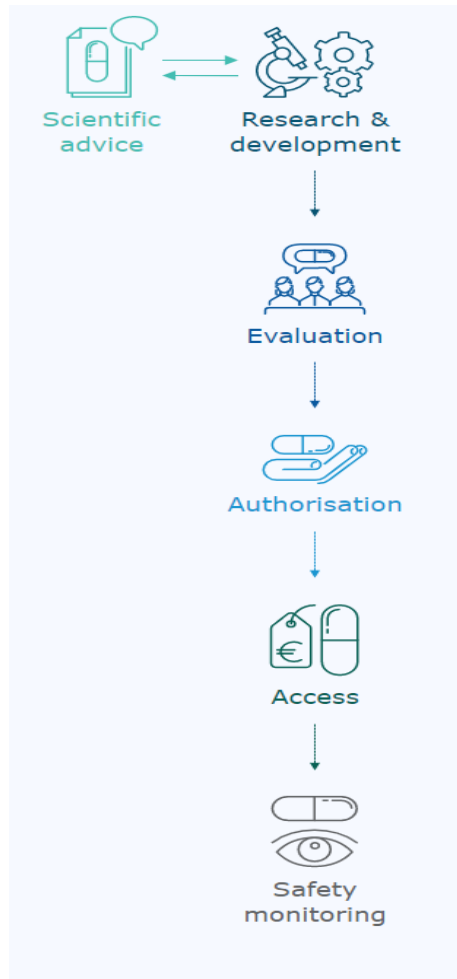 Scientific
advice
Research &
development
Evaluation
Authorisation
€
Access
Safety
monitoring